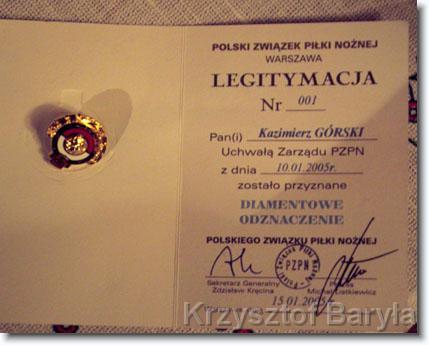 POLSKI ZWIĄZEK PIŁKI NOŻNEJ
WARSZAWA
LEGITYMACJA
Nr 001
Pan(i) Kazimierz GÓRSKI
Uchwałą Zarządu PZPN
z dnia 10.01.2005r.
zostało przyznane
DIAMENTOWE
ODZNACZENIE
POLSKIEGO ZWIĄZKU PIŁKI NOŻNEJ
PZPN
Sekretarz Generalny
Zdzisław Kręcina
Michał Listkiewicz
15.01.2005
Krzysztof Baryła